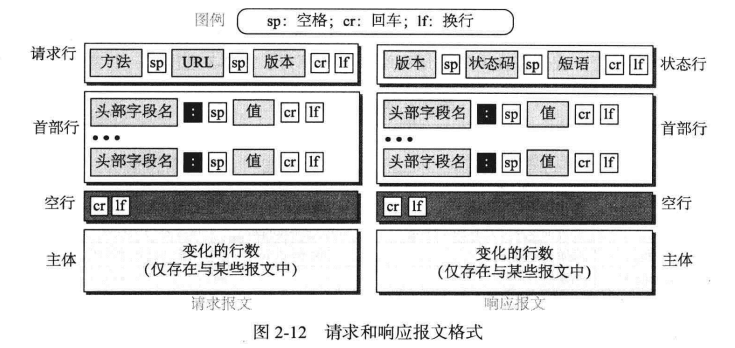 图例 sp: 空格; cr: 回车; lf: 换行
请求行 方法 sp URL sp 版本 cr lf
版本 sp 状态码 sp 短语 cr lf 状态行
首部行
头部字段名 : sp 值 cr lf
•••
头部字段名 : sp 值 cr lf
头部字段名 : sp 值 cr lf
•••
头部字段名 : sp 值 cr lf
首部行
空行 cr lf
cr lf 空行
主体
变化的行数
(仅存在与某些报文中)
变化的行数
(仅存在与某些报文中)
主体
请求报文
响应报文
图 2-12 请求和响应报文格式